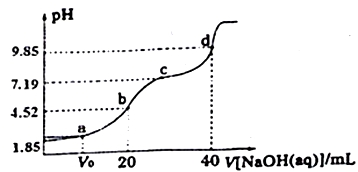 pH
9.85
d
7.19
c
4.52
b
a
1.85
V₀ 20 40 V[NaOH(aq)]/mL